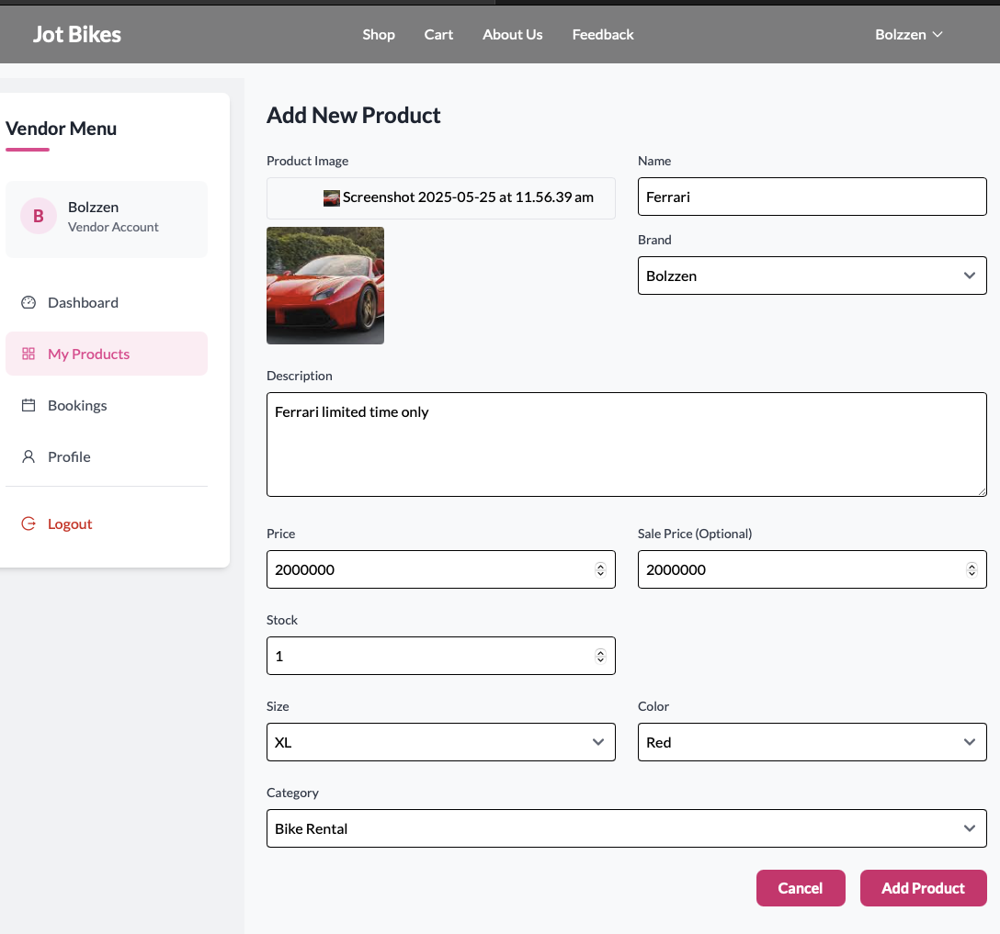 Jot Bikes
Shop Cart About Us Feedback
Bolzzen
Vendor Menu
B
Bolzzen
Vendor Account
Dashboard
My Products
Bookings
Profile
Logout
Add New Product
Product Image
Screenshot 2025-05-25 at 11.56.39 am
Name
Ferrari
Brand
Bolzzen
Description
Ferrari limited time only
Price
2000000
Sale Price (Optional)
2000000
Stock
1
Size
XL
Color
Red
Category
Bike Rental
Cancel
Add Product